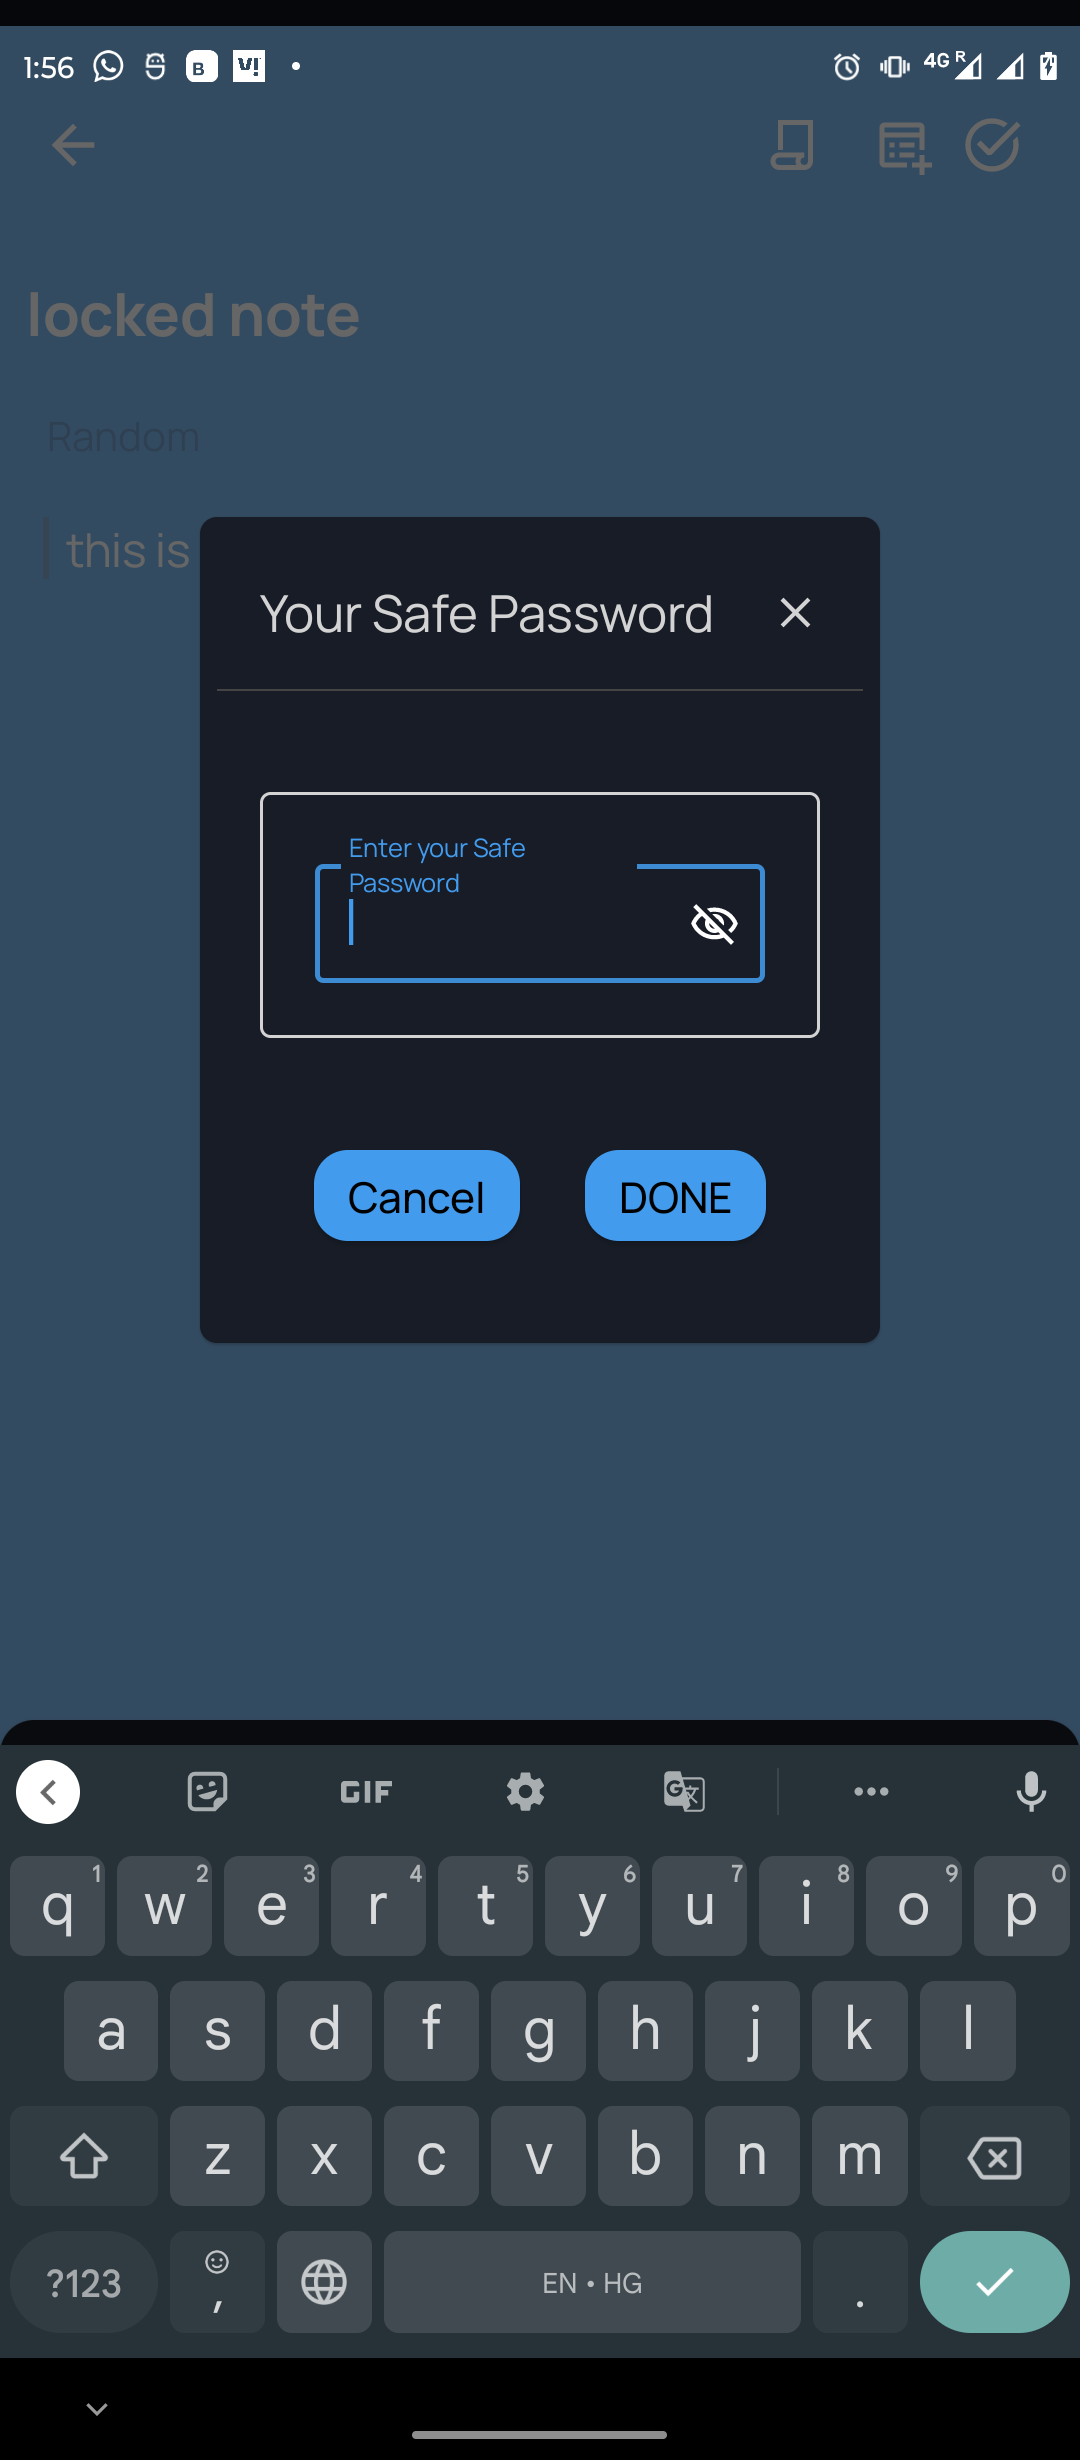 1:56
B
V!
4G R
locked note
Random
this is
Your Safe Password
Enter your Safe
Password
Cancel DONE
GIF
G
1 2 3 4 5 6 7 8 9 0
q w e r t y u i o p
a s d f g h j k l
z x c v b n m
?123 , EN • HG .